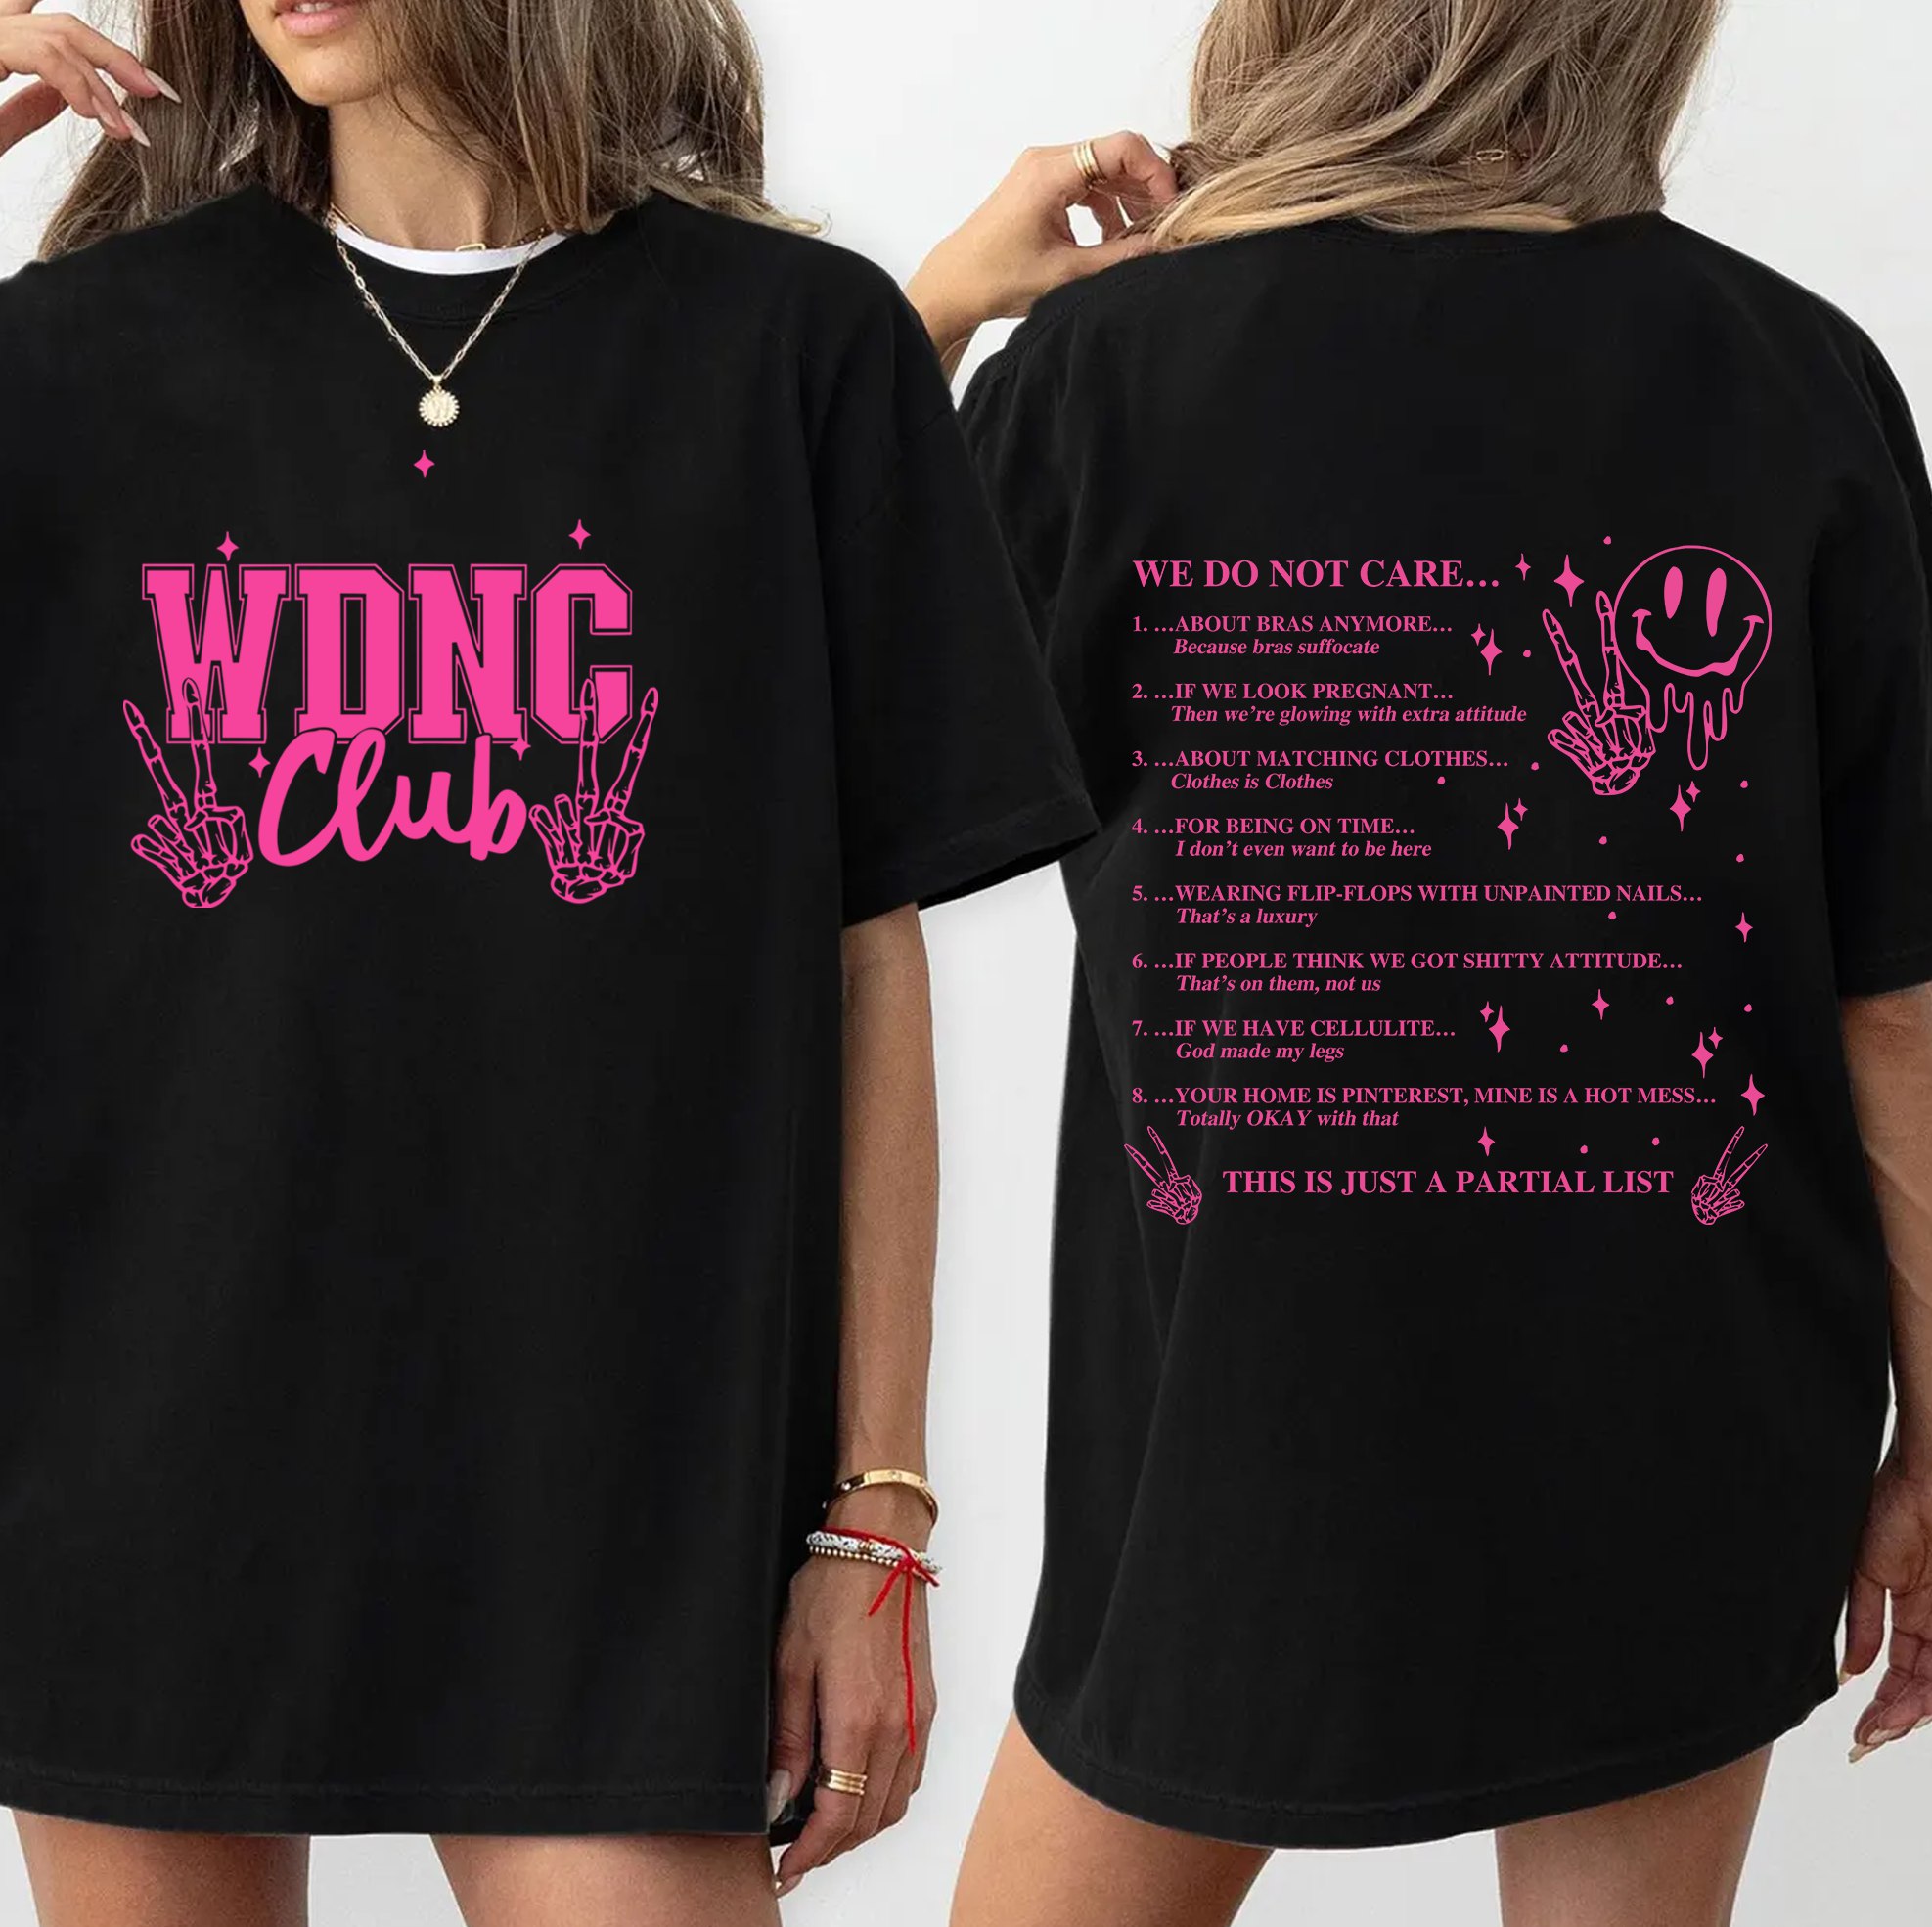 WDNC
Club
WE DO NOT CARE...
1. ...ABOUT BRAS ANYMORE...
Because bras suffocate
2. ...IF WE LOOK PREGNANT...
Then we're glowing with extra attitude
3. ...ABOUT MATCHING CLOTHES...
Clothes is Clothes
4. ...FOR BEING ON TIME...
I don't even want to be here
5. ...WEARING FLIP-FLOPS WITH UNPAINTED NAILS...
That's a luxury
6. ...IF PEOPLE THINK WE GOT SHITTY ATTITUDE...
That's on them, not us
7. ...IF WE HAVE CELLULITE...
God made my legs
8. ...YOUR HOME IS PINTEREST, MINE IS A HOT MESS...
Totally OKAY with that
THIS IS JUST A PARTIAL LIST